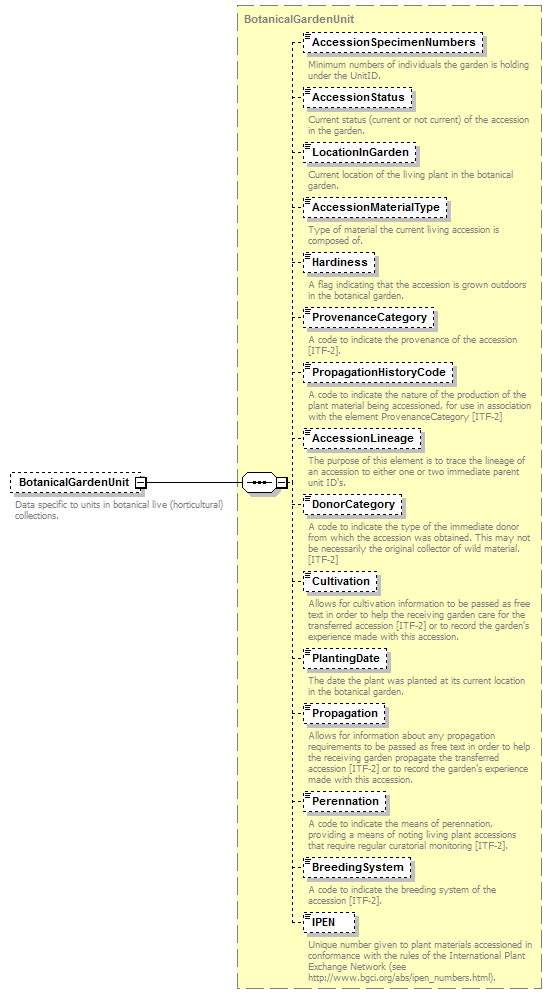 BotanicalGardenUnit
AccessionSpecimenNumbers
Minimum numbers of individuals the garden is holding
under the UnitID.
AccessionStatus
Current status (current or not current) of the accession
in the garden.
LocationInGarden
Current location of the living plant in the botanical
garden.
AccessionMaterialType
Type of material the current living accession is
composed of.
Hardiness
A flag indicating that the accession is grown outdoors
in the botanical garden.
ProvenanceCategory
A code to indicate the provenance of the accession
[ITF-2].
PropagationHistoryCode
A code to indicate the nature of the production of the
plant material being accessioned, for use in association
with the element ProvenanceCategory [ITF-2]
AccessionLineage
The purpose of this element is to trace the lineage of
an accession to either one or two immediate parent
unit ID's.
BotanicalGardenUnit
Data specific to units in botanical live (horticultural)
collections.
DonorCategory
A code to indicate the type of the immediate donor
from which the accession was obtained. This may not
be necessarily the original collector of wild material.
[ITF-2]
Cultivation
Allows for cultivation information to be passed as free
text in order to help the receiving garden care for the
transferred accession [ITF-2] or to record the garden's
experience made with this accession.
PlantingDate
The date the plant was planted at its current location
in the botanical garden.
Propagation
Allows for information about any propagation
requirements to be passed as free text in order to help
the receiving garden propagate the transferred
accession [ITF-2] or to record the garden's experience
made with this accession.
Perennation
A code to indicate the means of perennation,
providing a means of noting living plant accessions
that require regular curatorial monitoring [ITF-2].
BreedingSystem
A code to indicate the breeding system of the
accession [ITF-2].
IPEN
Unique number given to plant materials accessioned in
conformance with the rules of the International Plant
Exchange Network (see
http://www.bgci.org/abs/ipen_numbers.html).